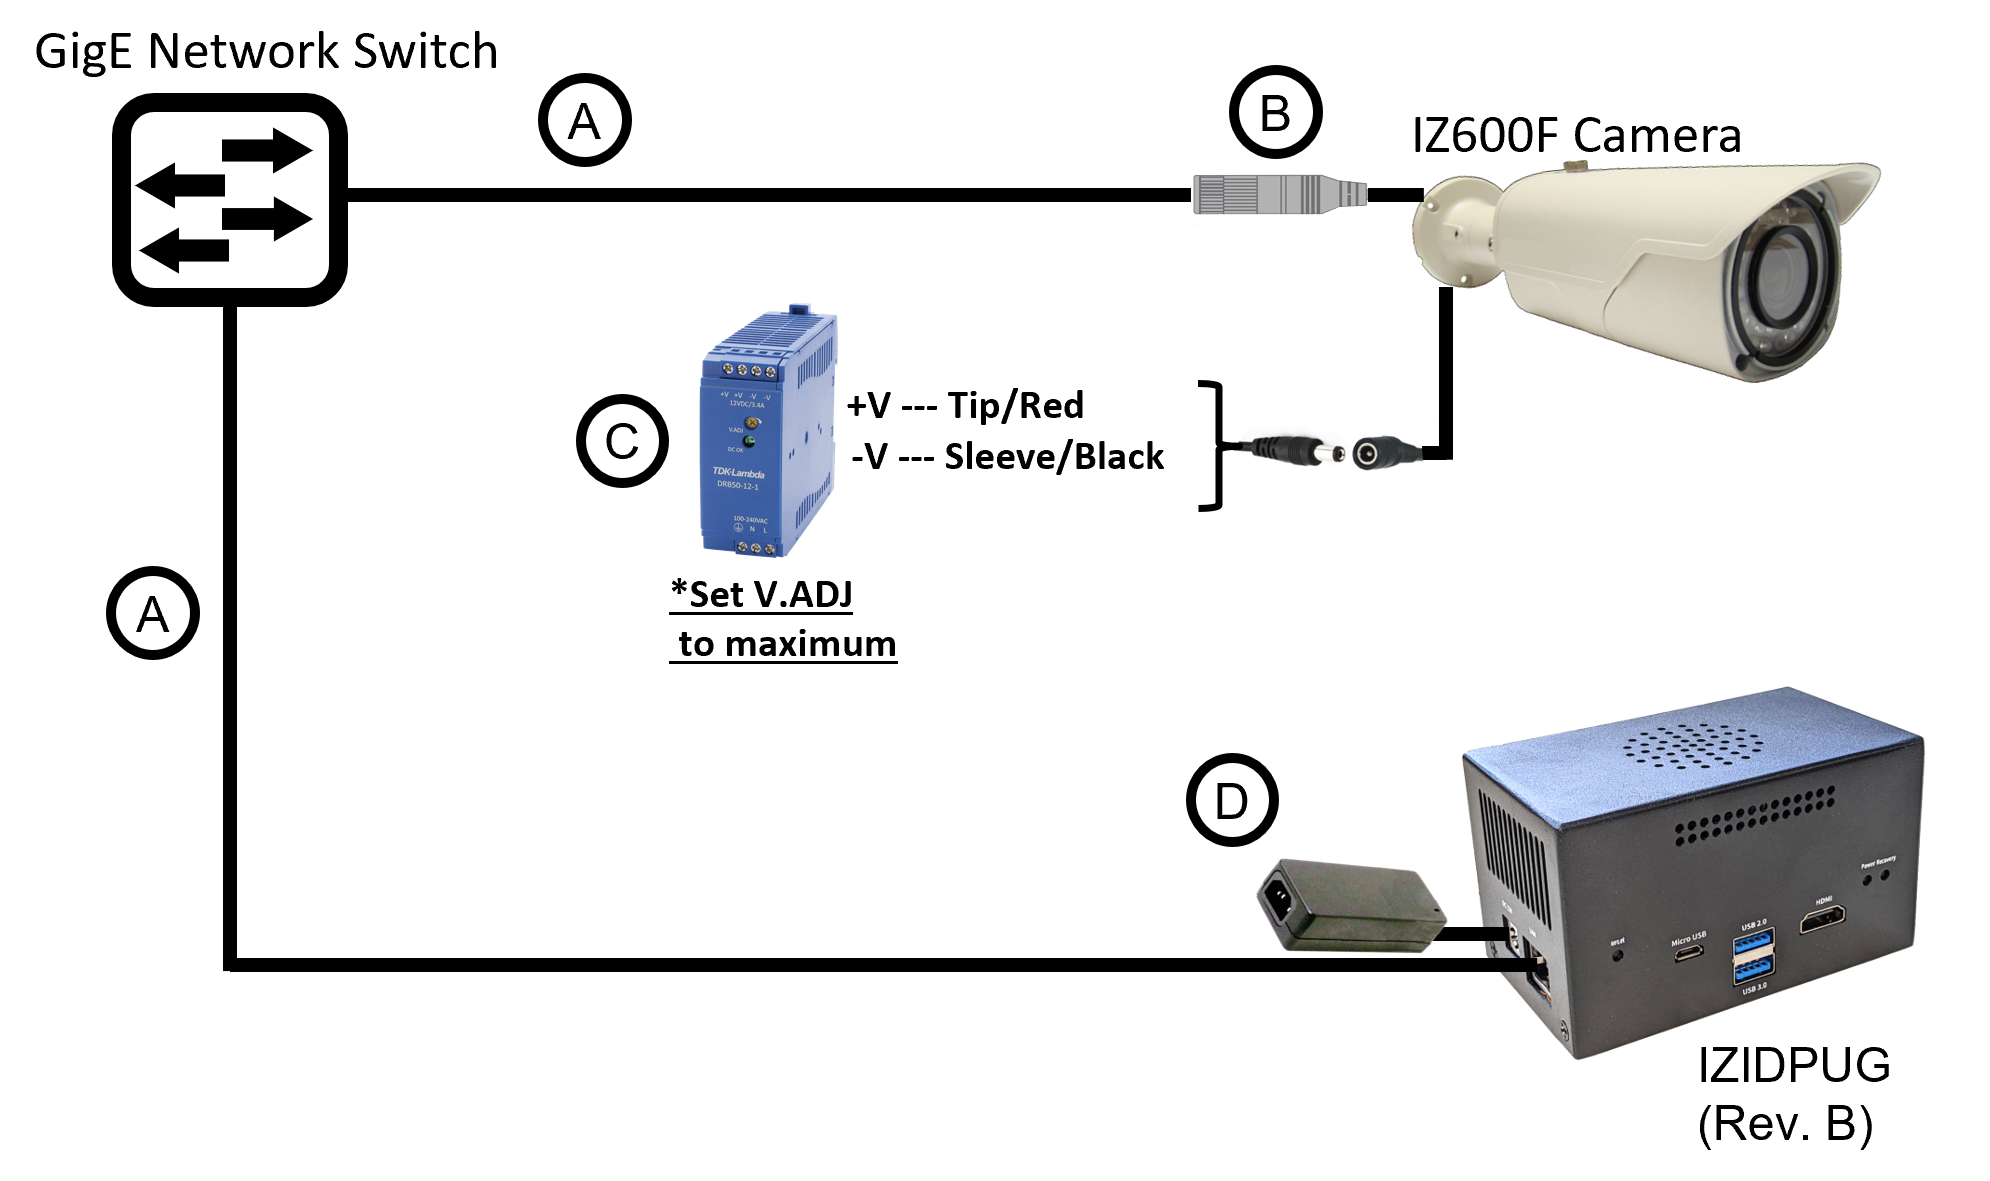 GigE Network Switch
A
B
IZ600F Camera
C
+V +V -V -V
12VDC/3.4A
V.ADJ
DC OK
TDK-Lambda
DRB50-12-1
100-240VAC
N L
+V --- Tip/Red
-V --- Sleeve/Black
*Set V.ADJ
to maximum
A
D
Power Recovery
HDMI
USB 2.0
Micro USB
USB 3.0
IZIDPUG
(Rev. B)